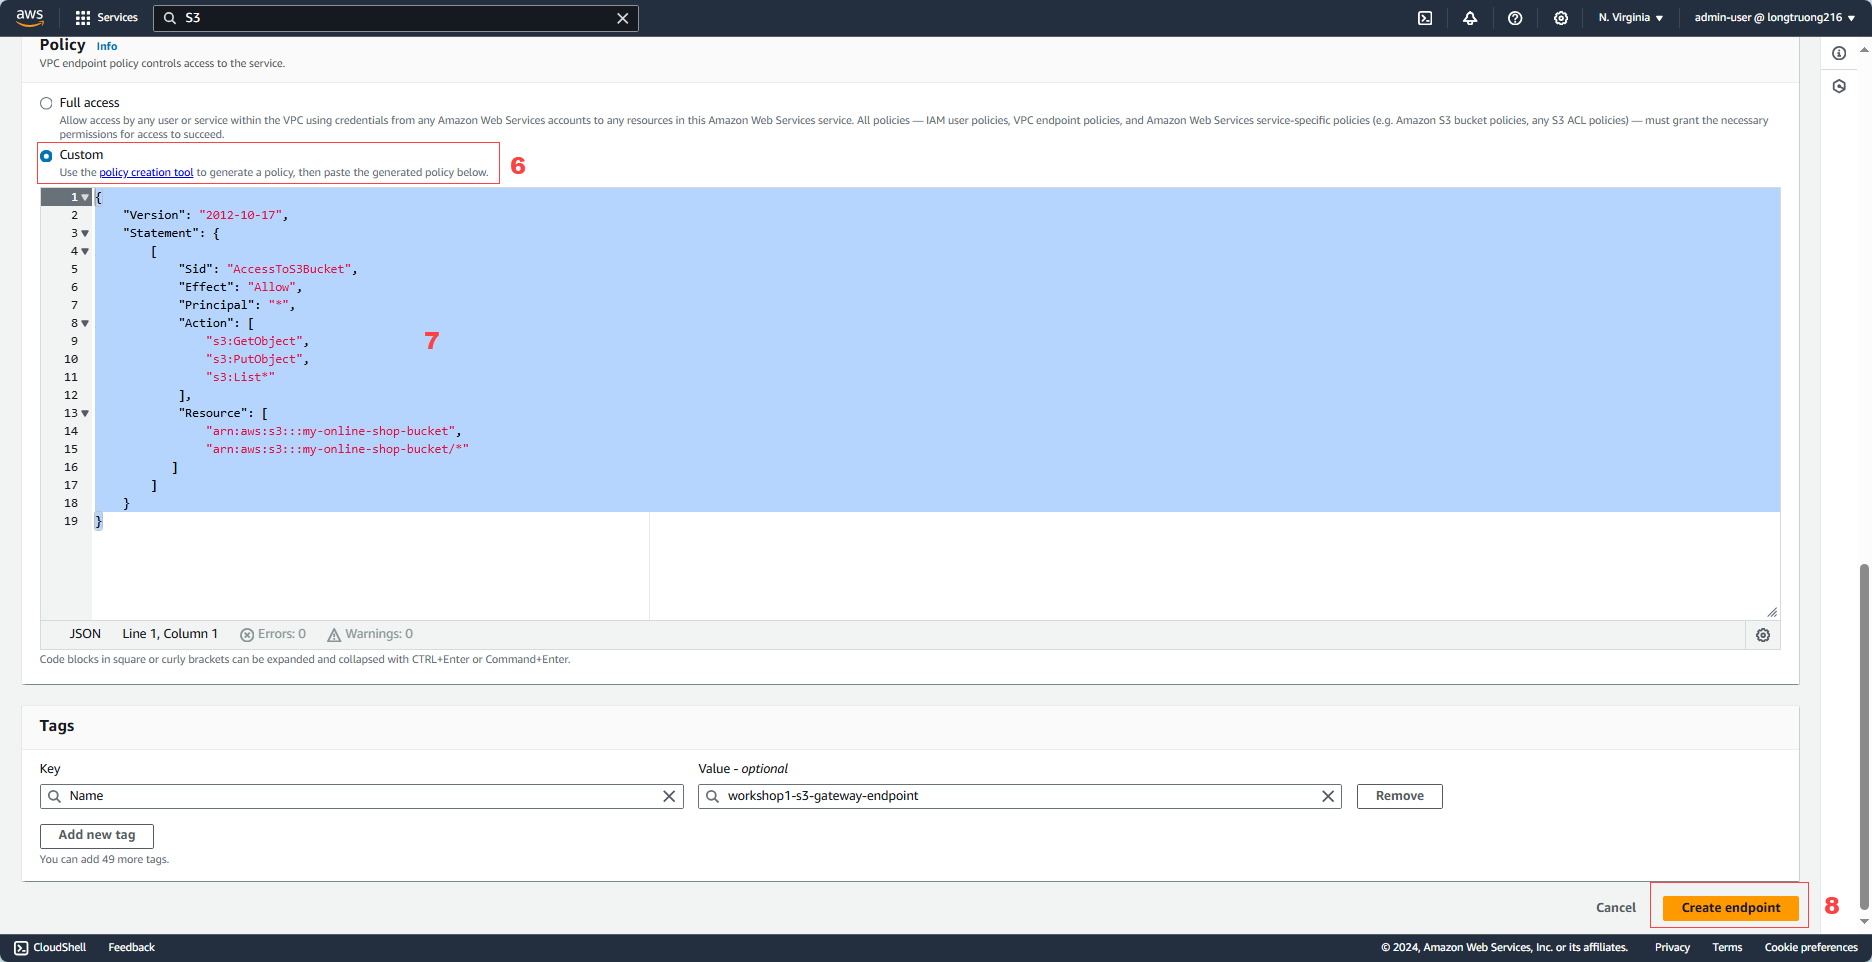 aws
Services
S3
N. Virginia
admin-user @ longtruong216
Policy Info
VPC endpoint policy controls access to the service.
Full access
Allow access by any user or service within the VPC using credentials from any Amazon Web Services accounts to any resources in this Amazon Web Services service. All policies — IAM user policies, VPC endpoint policies, and Amazon Web Services service-specific policies (e.g. Amazon S3 bucket policies, any S3 ACL policies) — must grant the necessary
permissions for access to succeed.
Custom
Use the policy creation tool to generate a policy, then paste the generated policy below.
6
1 {
2 "Version": "2012-10-17",
3 "Statement": {
4 [
5 "Sid": "AccessToS3Bucket",
6 "Effect": "Allow",
7 "Principal": "*",
8 "Action": [
9 "s3:GetObject",
7
10 "s3:PutObject",
11 "s3:List*"
12 ],
13 "Resource": [
14 "arn:aws:s3:::my-online-shop-bucket",
15 "arn:aws:s3:::my-online-shop-bucket/*"
16 ]
17 ]
18 }
19 }
JSON Line 1, Column 1 Errors: 0 Warnings: 0
Code blocks in square or curly brackets can be expanded and collapsed with CTRL+Enter or Command+Enter.
Tags
Key
Value - optional
Name
workshop1-s3-gateway-endpoint
Remove
Add new tag
You can add 49 more tags.
Cancel
Create endpoint
8
CloudShell
Feedback
© 2024, Amazon Web Services, Inc. or its affiliates.
Privacy
Terms
Cookie preferences